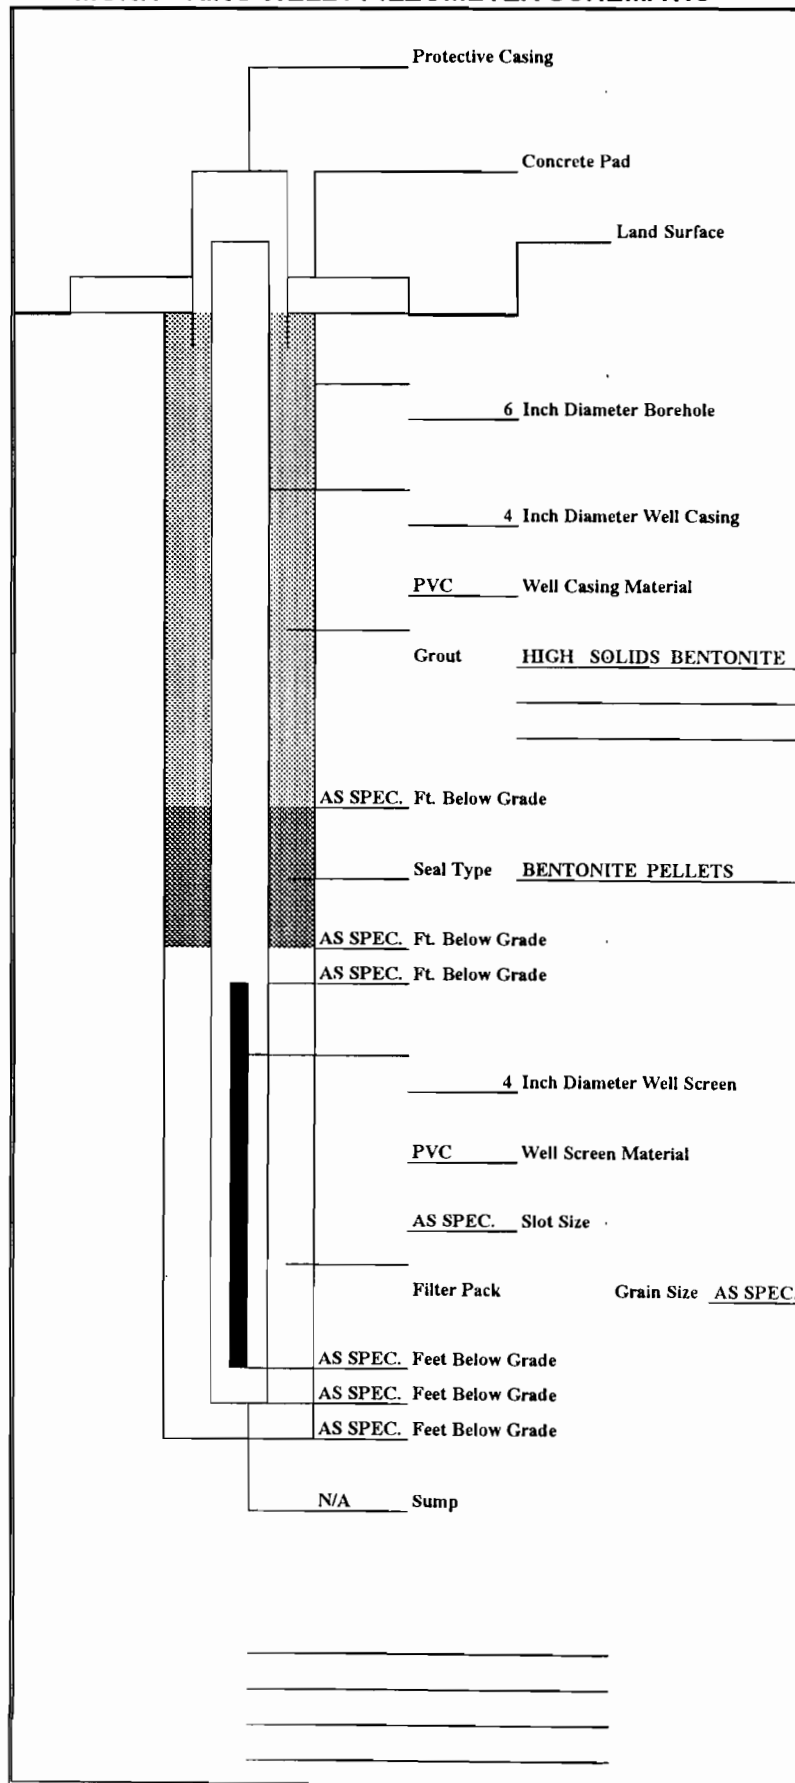 Protective Casing
Concrete Pad
Land Surface
6 Inch Diameter Borehole
4 Inch Diameter Well Casing
PVC Well Casing Material
Grout HIGH SOLIDS BENTONITE
AS SPEC. Ft. Below Grade
Seal Type BENTONITE PELLETS
AS SPEC. Ft. Below Grade
AS SPEC. Ft. Below Grade
4 Inch Diameter Well Screen
PVC Well Screen Material
AS SPEC. Slot Size
Filter Pack Grain Size AS SPEC.
AS SPEC. Feet Below Grade
AS SPEC. Feet Below Grade
AS SPEC. Feet Below Grade
N/A Sump